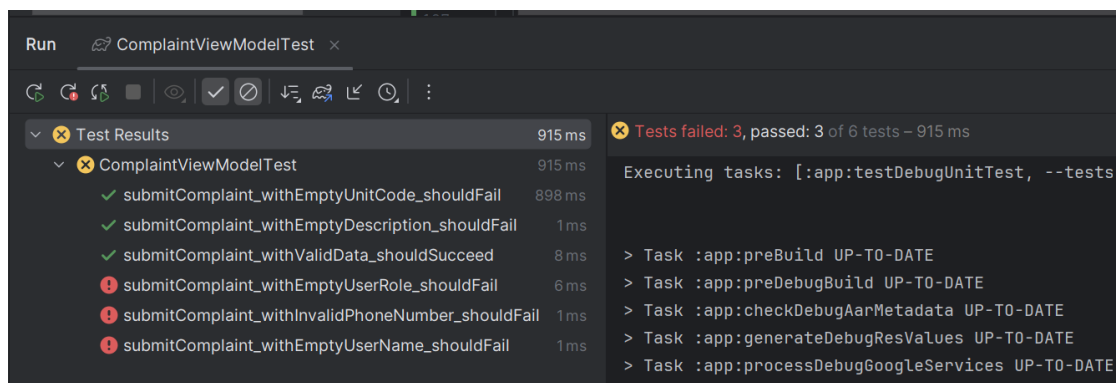 Run ComplaintViewModelTest
Test Results 915 ms
ComplaintViewModelTest 915 ms
submitComplaint_withEmptyUnitCode_shouldFail 898 ms
submitComplaint_withEmptyDescription_shouldFail 1 ms
submitComplaint_withValidData_shouldSucceed 8 ms
submitComplaint_withEmptyUserRole_shouldFail 6 ms
submitComplaint_withInvalidPhoneNumber_shouldFail 1 ms
submitComplaint_withEmptyUserName_shouldFail 1 ms
Tests failed: 3, passed: 3 of 6 tests – 915 ms
Executing tasks: [:app:testDebugUnitTest, --tests
> Task :app:preBuild UP-TO-DATE
> Task :app:preDebugBuild UP-TO-DATE
> Task :app:checkDebugAarMetadata UP-TO-DATE
> Task :app:generateDebugResValues UP-TO-DATE
> Task :app:processDebugGoogleServices UP-TO-DATE